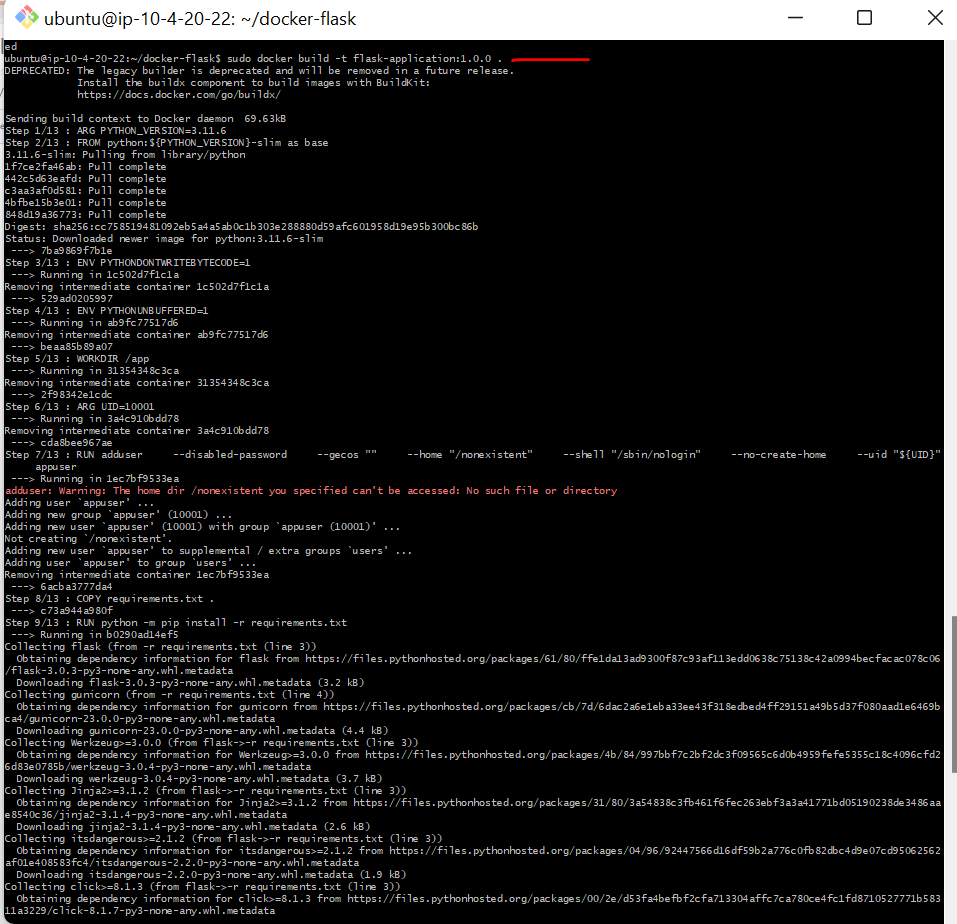 ubuntu@ip-10-4-20-22: ~/docker-flask
ed
ubuntu@ip-10-4-20-22:~/docker-flask$ sudo docker build -t flask-application:1.0.0 .
DEPRECATED: The legacy builder is deprecated and will be removed in a future release.
            Install the buildx component to build images with BuildKit:
            https://docs.docker.com/go/buildx/
Sending build context to Docker daemon  69.63kB
Step 1/13 : ARG PYTHON_VERSION=3.11.6
Step 2/13 : FROM python:${PYTHON_VERSION}-slim as base
3.11.6-slim: Pulling from library/python
1f7ce2fa46ab: Pull complete
442c5d63eafd: Pull complete
c3aa3af0d581: Pull complete
4bfbe15b3e01: Pull complete
848d19a36773: Pull complete
Digest: sha256:cc758519481092eb5a4a5ab0c1b303e288880d59afc601958d19e95b300bc86b
Status: Downloaded newer image for python:3.11.6-slim
 ---> 7ba9869f7b1e
Step 3/13 : ENV PYTHONDONTWRITEBYTECODE=1
 ---> Running in 1c502d7f1c1a
Removing intermediate container 1c502d7f1c1a
 ---> 529ad0205997
Step 4/13 : ENV PYTHONUNBUFFERED=1
 ---> Running in ab9fc77517d6
Removing intermediate container ab9fc77517d6
 ---> beaa85b89a07
Step 5/13 : WORKDIR /app
 ---> Running in 31354348c3ca
Removing intermediate container 31354348c3ca
 ---> 2f98342e1cdc
Step 6/13 : ARG UID=10001
 ---> Running in 3a4c910bdd78
Removing intermediate container 3a4c910bdd78
 ---> cda8bee967ae
Step 7/13 : RUN adduser     --disabled-password     --gecos ""     --home "/nonexistent"     --shell "/sbin/nologin"     --no-create-home     --uid "${UID}"
     appuser
 ---> Running in 1ec7bf9533ea
adduser: Warning: The home dir /nonexistent you specified can't be accessed: No such file or directory
Adding user `appuser' ...
Adding new group `appuser' (10001) ...
Adding new user `appuser' (10001) with group `appuser (10001)' ...
Not creating `/nonexistent'.
Adding new user `appuser' to supplemental / extra groups `users' ...
Adding user `appuser' to group `users' ...
Removing intermediate container 1ec7bf9533ea
 ---> 6acba3777da4
Step 8/13 : COPY requirements.txt .
 ---> c73a944a980f
Step 9/13 : RUN python -m pip install -r requirements.txt
 ---> Running in b0290ad14ef5
Collecting flask (from -r requirements.txt (line 3))
  Obtaining dependency information for flask from https://files.pythonhosted.org/packages/61/80/ffe1da13ad9300f87c93af113edd0638c75138c42a0994becfacac078c06
/flask-3.0.3-py3-none-any.whl.metadata
  Downloading flask-3.0.3-py3-none-any.whl.metadata (3.2 kB)
Collecting gunicorn (from -r requirements.txt (line 4))
  Obtaining dependency information for gunicorn from https://files.pythonhosted.org/packages/cb/7d/6dac2a6e1eba33ee43f318edbed4ff29151a49b5d37f080aad1e6469b
ca4/gunicorn-23.0.0-py3-none-any.whl.metadata
  Downloading gunicorn-23.0.0-py3-none-any.whl.metadata (4.4 kB)
Collecting Werkzeug>=3.0.0 (from flask->-r requirements.txt (line 3))
  Obtaining dependency information for Werkzeug>=3.0.0 from https://files.pythonhosted.org/packages/4b/84/997bbf7c2bf2dc3f09565c6d0b4959fefe5355c18c4096cfd2
6d83e0785b/werkzeug-3.0.4-py3-none-any.whl.metadata
  Downloading werkzeug-3.0.4-py3-none-any.whl.metadata (3.7 kB)
Collecting Jinja2>=3.1.2 (from flask->-r requirements.txt (line 3))
  Obtaining dependency information for Jinja2>=3.1.2 from https://files.pythonhosted.org/packages/31/80/3a54838c3fb461f6fec263ebf3a3a41771bd05190238de3486aa
e8540c36/jinja2-3.1.4-py3-none-any.whl.metadata
  Downloading jinja2-3.1.4-py3-none-any.whl.metadata (2.6 kB)
Collecting itsdangerous>=2.1.2 (from flask->-r requirements.txt (line 3))
  Obtaining dependency information for itsdangerous>=2.1.2 from https://files.pythonhosted.org/packages/04/96/92447566d16df59b2a776c0fb82dbc4d9e07cd95062562
af01e408583fc4/itsdangerous-2.2.0-py3-none-any.whl.metadata
  Downloading itsdangerous-2.2.0-py3-none-any.whl.metadata (1.9 kB)
Collecting click>=8.1.3 (from flask->-r requirements.txt (line 3))
  Obtaining dependency information for click>=8.1.3 from https://files.pythonhosted.org/packages/00/2e/d53fa4befbf2cfa713304affc7ca780ce4fc1fd8710527771b583
11a3229/click-8.1.7-py3-none-any.whl.metadata